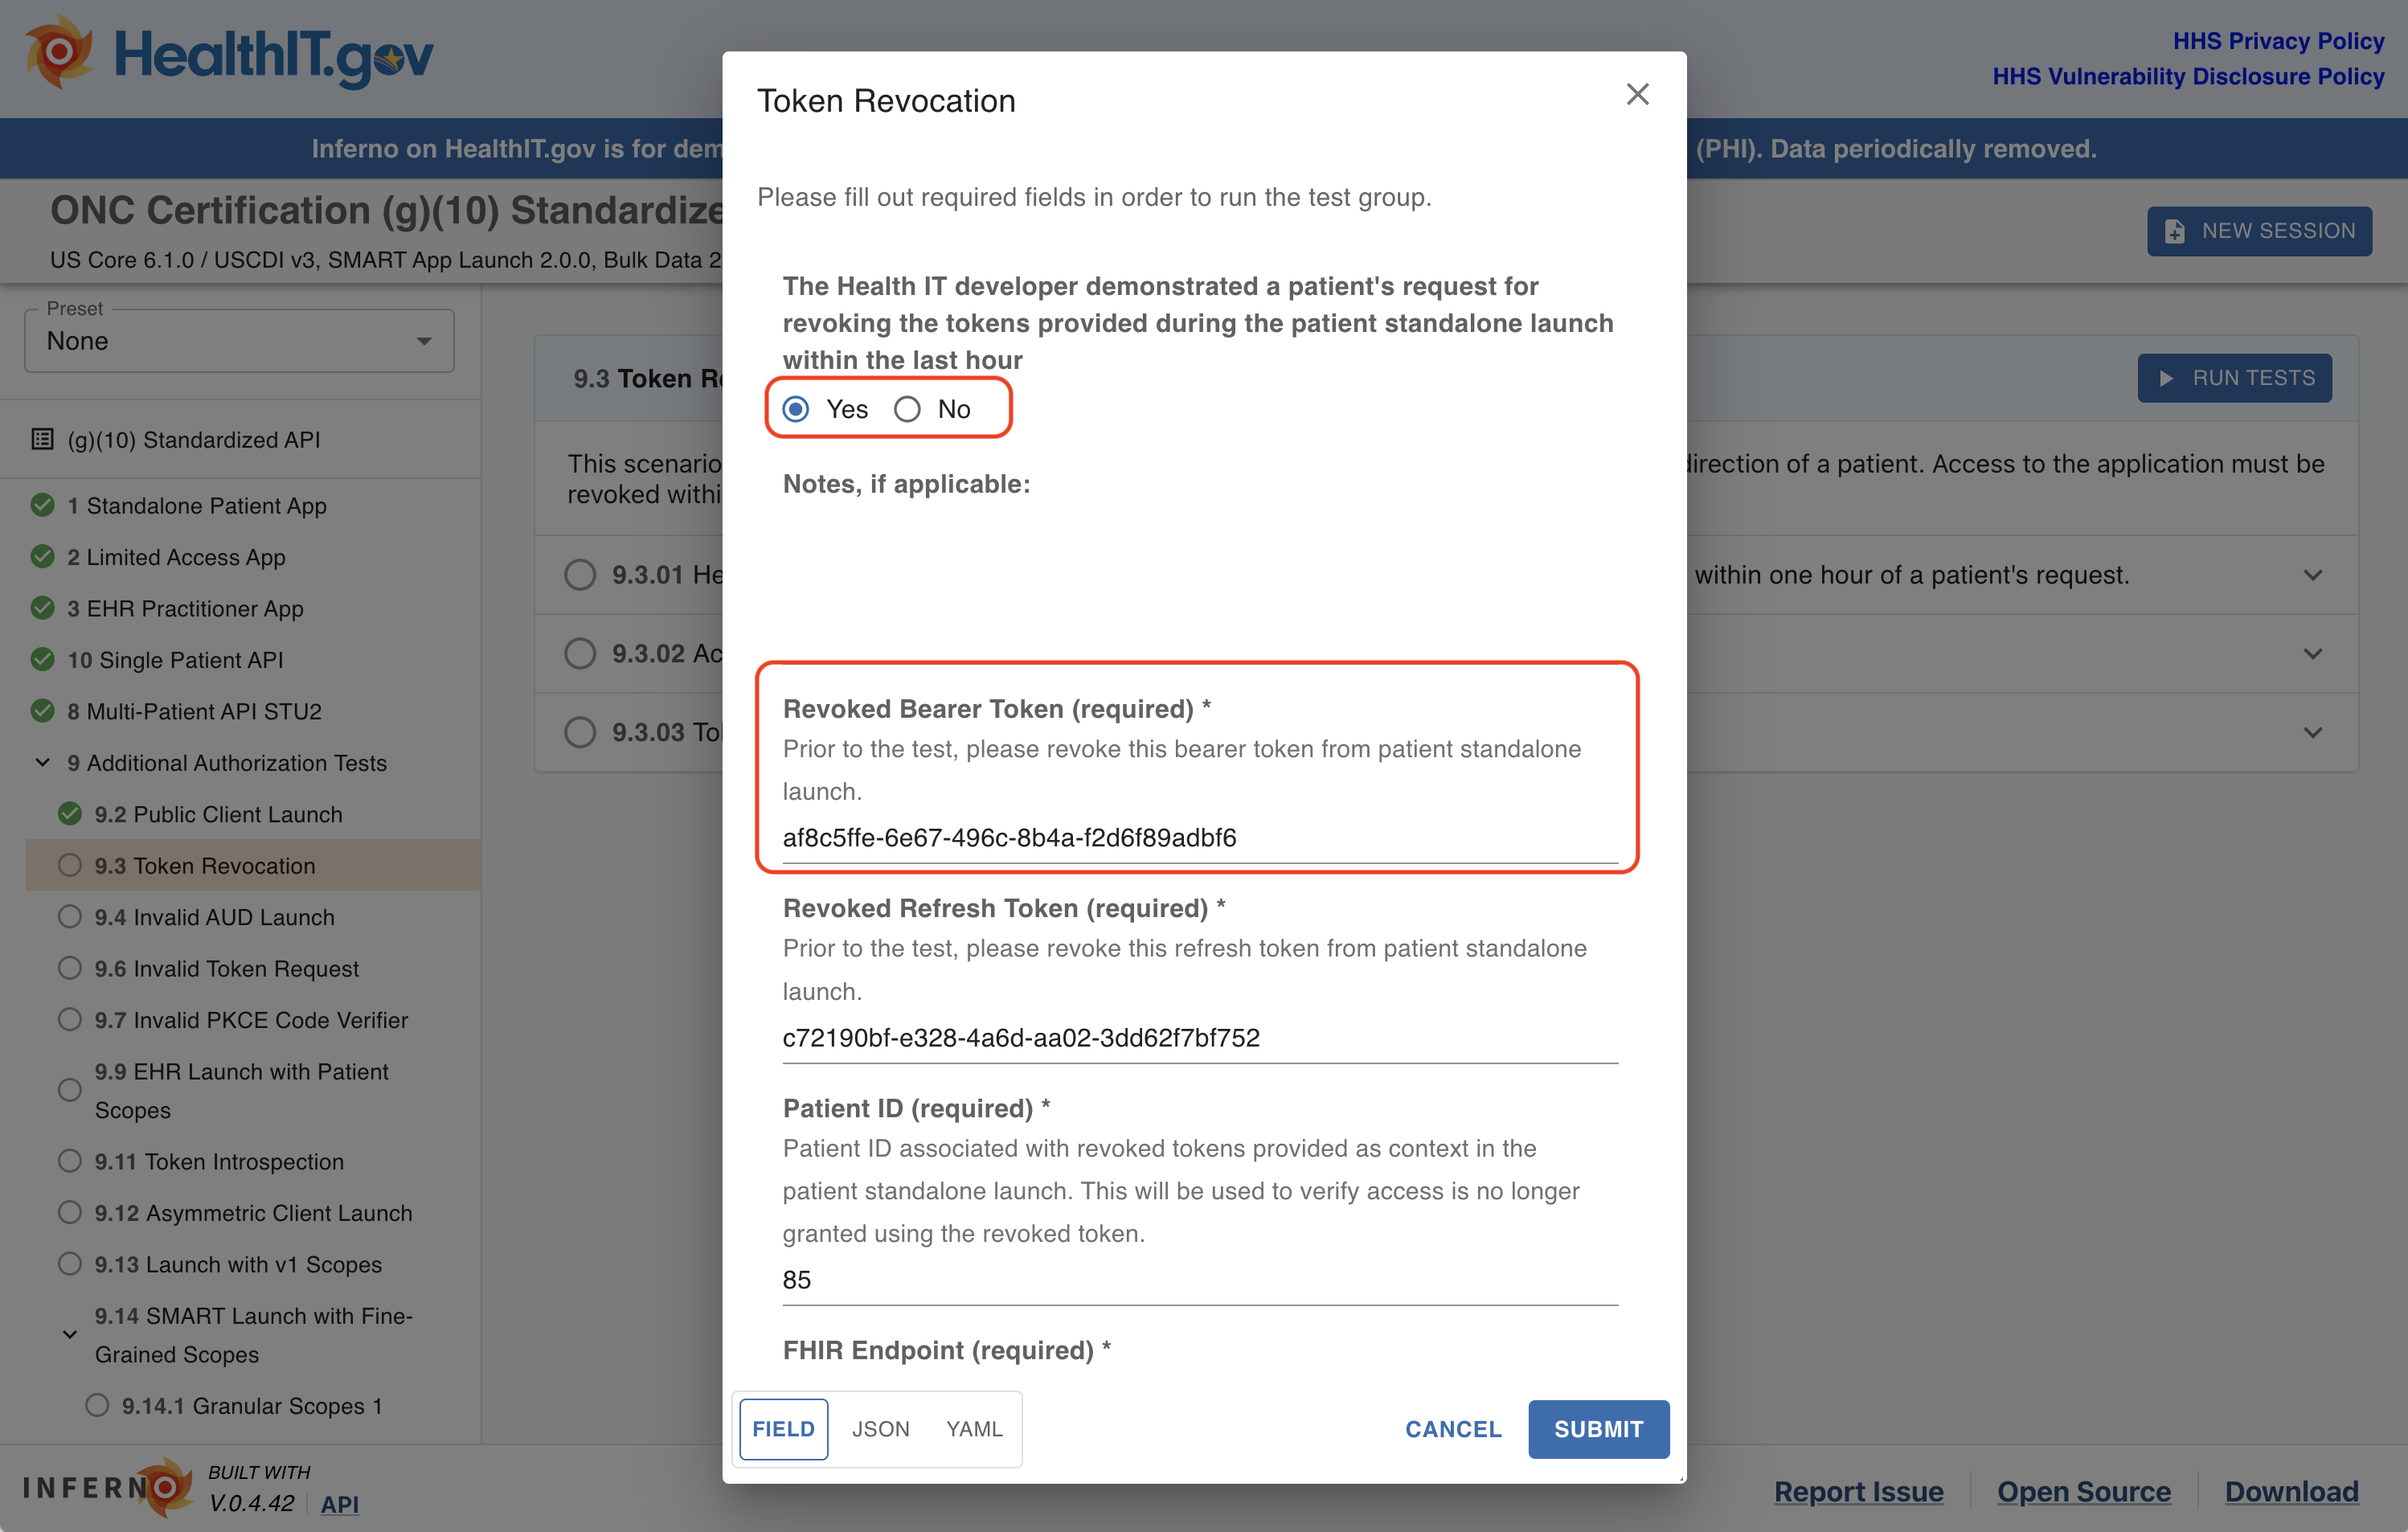 HealthIT.gov
HHS Privacy Policy
HHS Vulnerability Disclosure Policy
Inferno on HealthIT.gov is for dem
(PHI). Data periodically removed.
ONC Certification (g)(10) Standardize
US Core 6.1.0 / USCDI v3, SMART App Launch 2.0.0, Bulk Data 2
NEW SESSION
Preset
None
(g)(10) Standardized API
1 Standalone Patient App
2 Limited Access App
3 EHR Practitioner App
10 Single Patient API
8 Multi-Patient API STU2
9 Additional Authorization Tests
9.2 Public Client Launch
9.3 Token Revocation
9.4 Invalid AUD Launch
9.6 Invalid Token Request
9.7 Invalid PKCE Code Verifier
9.9 EHR Launch with Patient
Scopes
9.11 Token Introspection
9.12 Asymmetric Client Launch
9.13 Launch with v1 Scopes
9.14 SMART Launch with Fine-
Grained Scopes
9.14.1 Granular Scopes 1
9.3 Token Re
RUN TESTS
This scenario
direction of a patient. Access to the application must be
revoked withi
9.3.01 He
within one hour of a patient's request.
9.3.02 Ac
9.3.03 To
Token Revocation
Please fill out required fields in order to run the test group.
The Health IT developer demonstrated a patient's request for
revoking the tokens provided during the patient standalone launch
within the last hour
Yes No
Notes, if applicable:
Revoked Bearer Token (required) *
Prior to the test, please revoke this bearer token from patient standalone
launch.
af8c5ffe-6e67-496c-8b4a-f2d6f89adbf6
Revoked Refresh Token (required) *
Prior to the test, please revoke this refresh token from patient standalone
launch.
c72190bf-e328-4a6d-aa02-3dd62f7bf752
Patient ID (required) *
Patient ID associated with revoked tokens provided as context in the
patient standalone launch. This will be used to verify access is no longer
granted using the revoked token.
85
FHIR Endpoint (required) *
FIELD JSON YAML
CANCEL SUBMIT
INFERNO
BUILT WITH
V.0.4.42 API
Report Issue Open Source Download